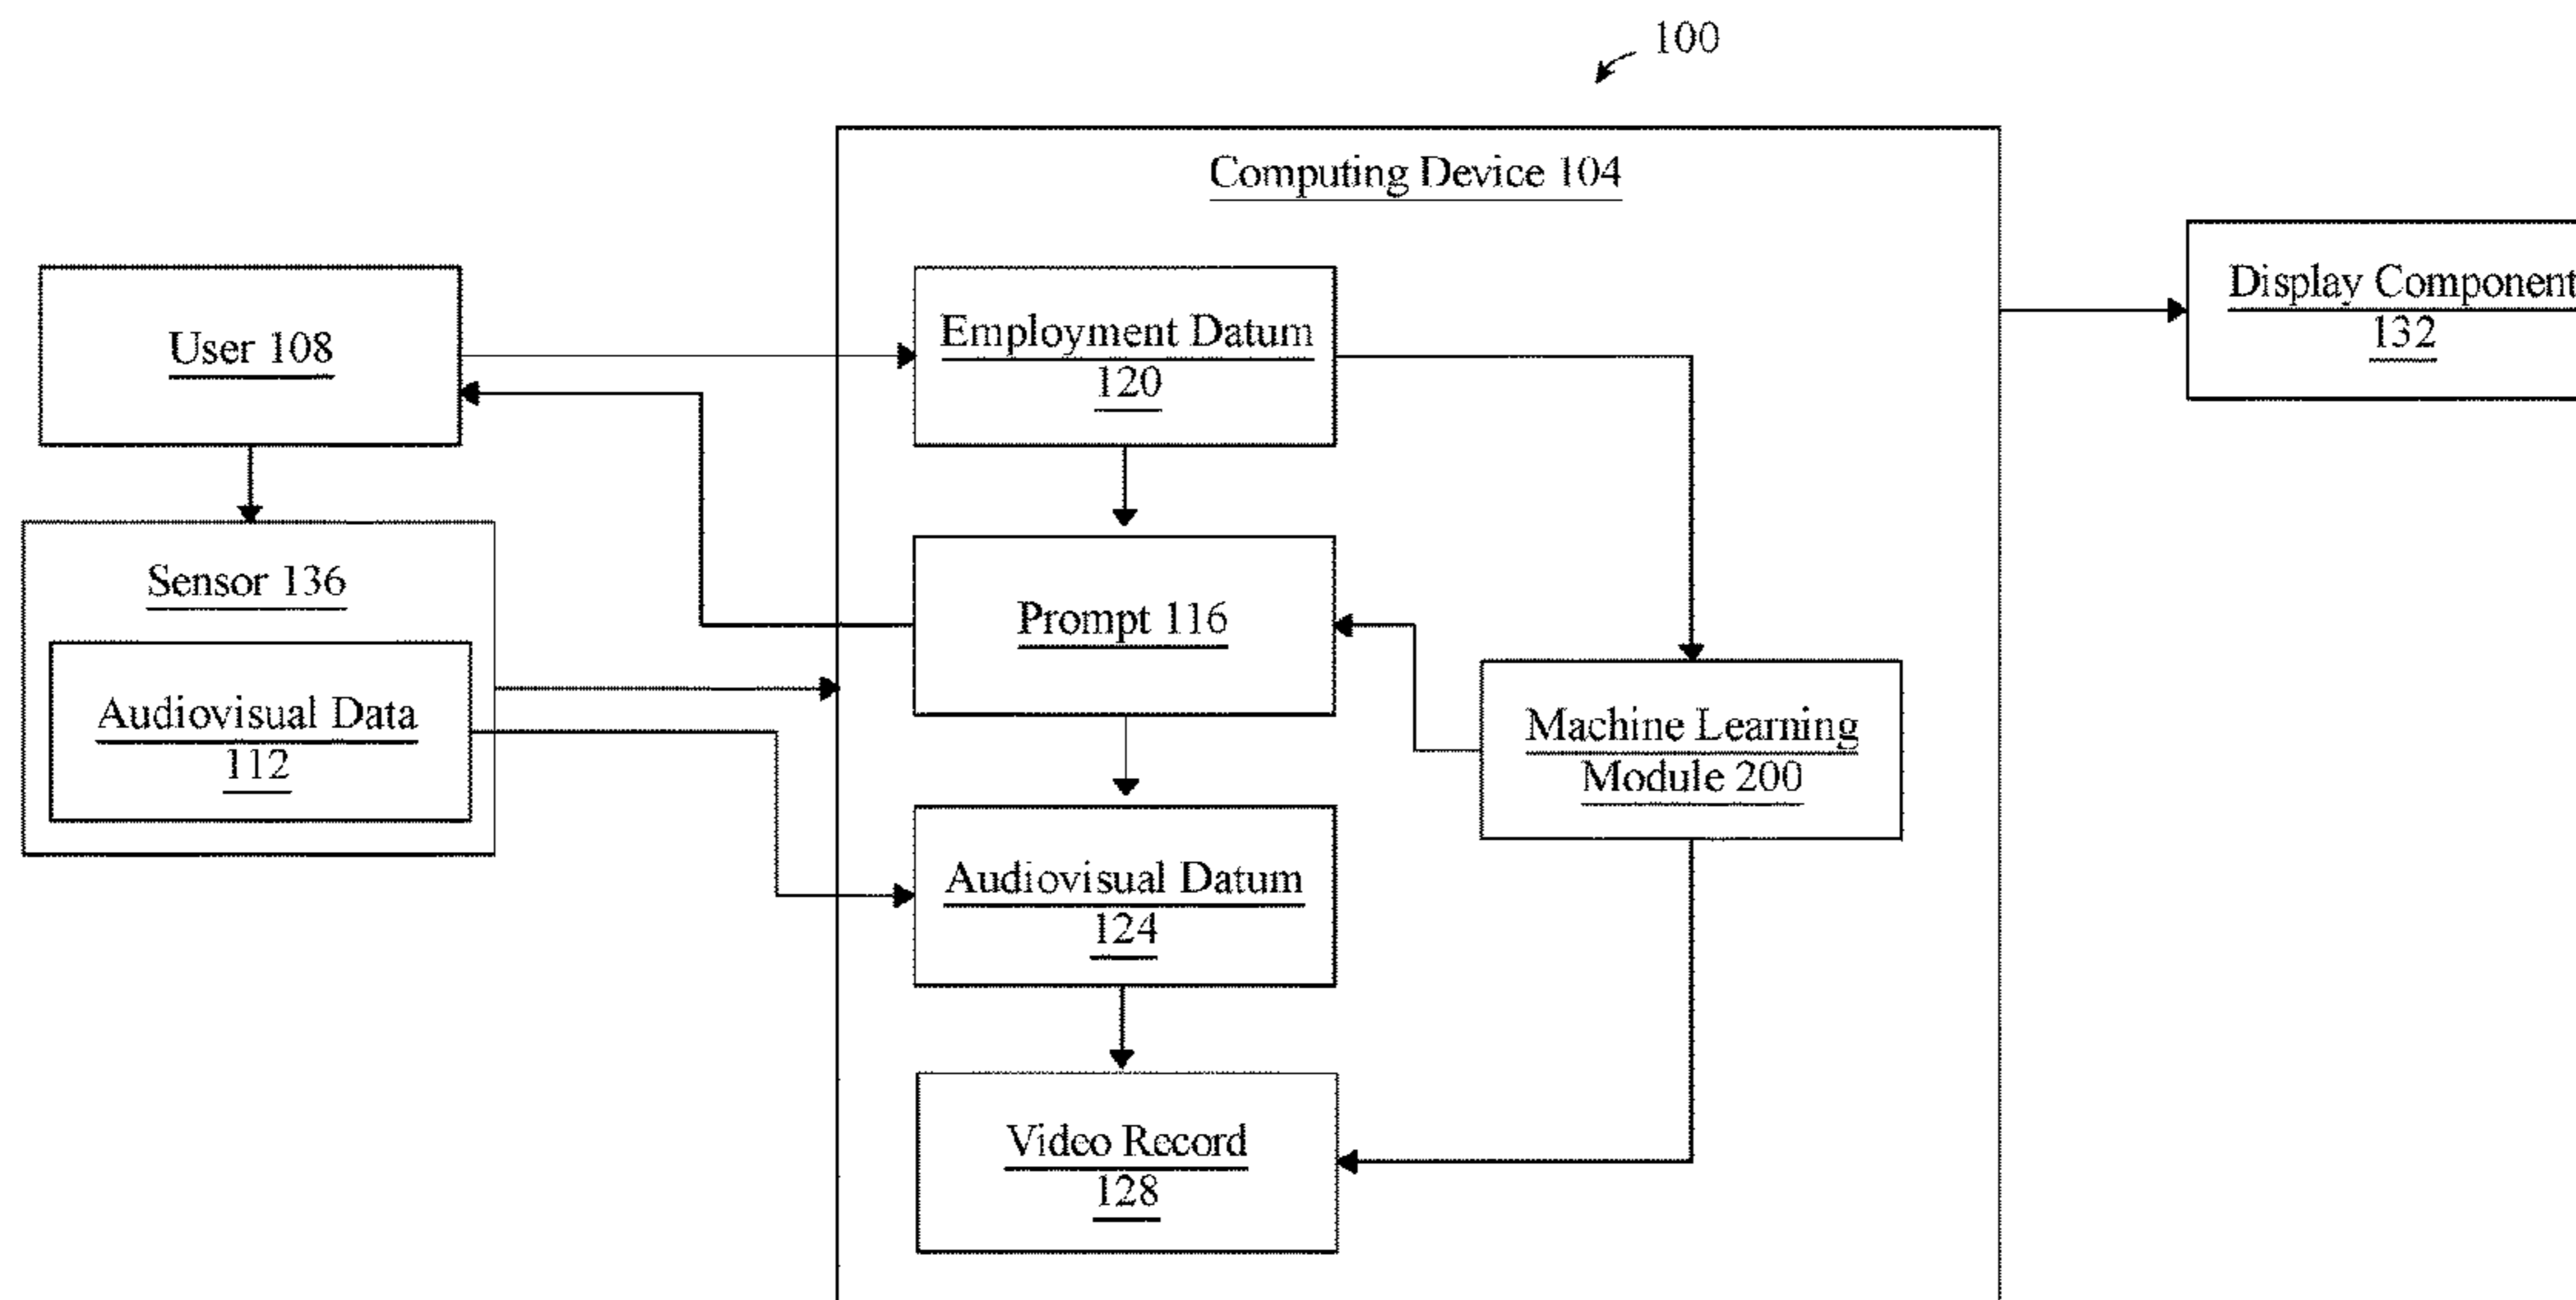 100
Computing Device 104
Display Component
132
User 108
Employment Datum
120
Sensor 136
Prompt 116
Audiovisual Data
112
Machine Learning
Module 200
Audiovisual Datum
124
Video Record
128